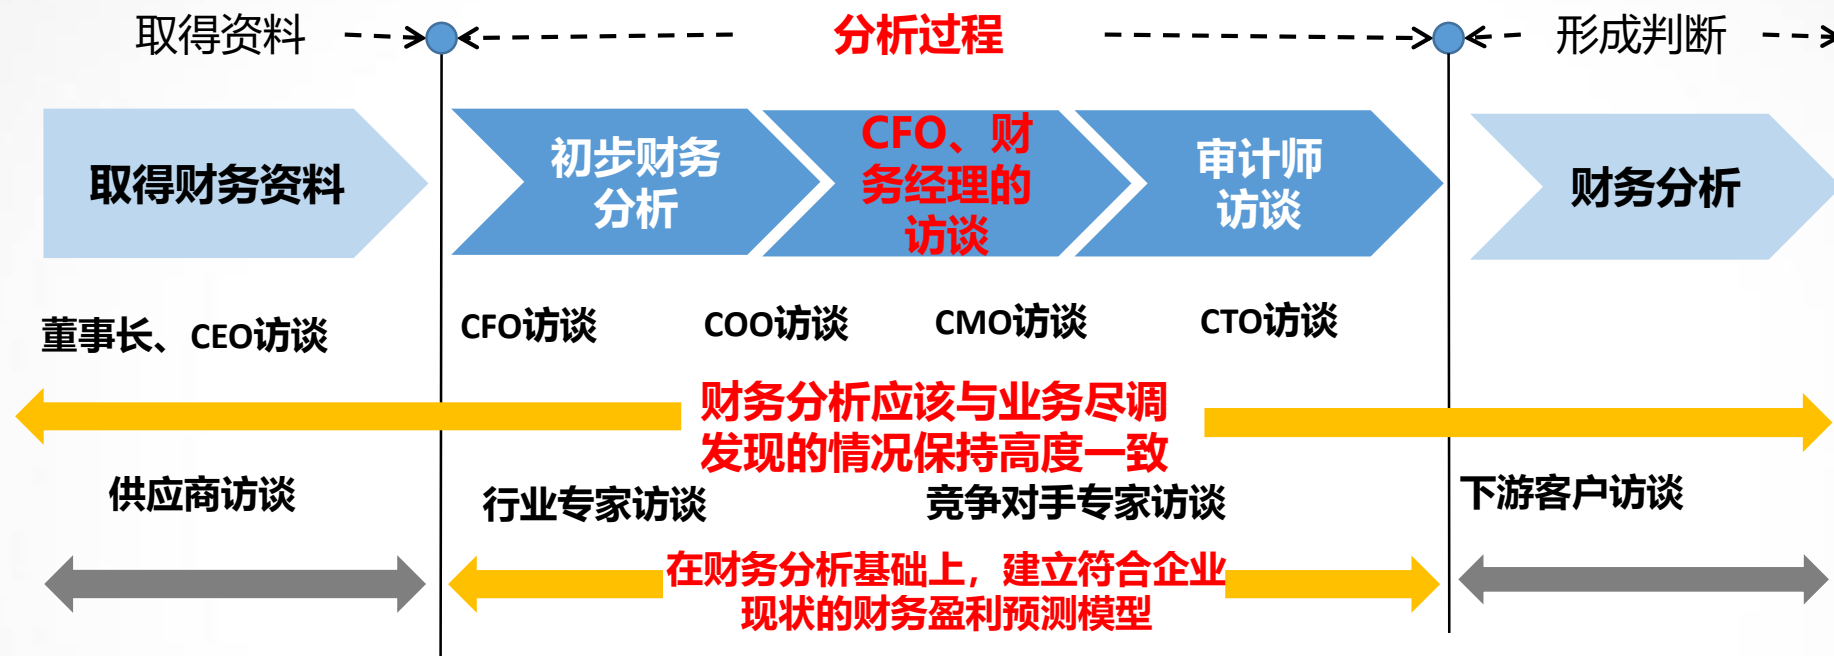 取得资料
分析过程
形成判断
取得财务资料
初步财务
分析
CFO、财
务经理的
访谈
审计师
访谈
财务分析
董事长、CEO访谈
CFO访谈
COO访谈
CMO访谈
CTO访谈
财务分析应该与业务尽调
发现的情况保持高度一致
供应商访谈
行业专家访谈
竞争对手专家访谈
下游客户访谈
在财务分析基础上，建立符合企业
现状的财务盈利预测模型